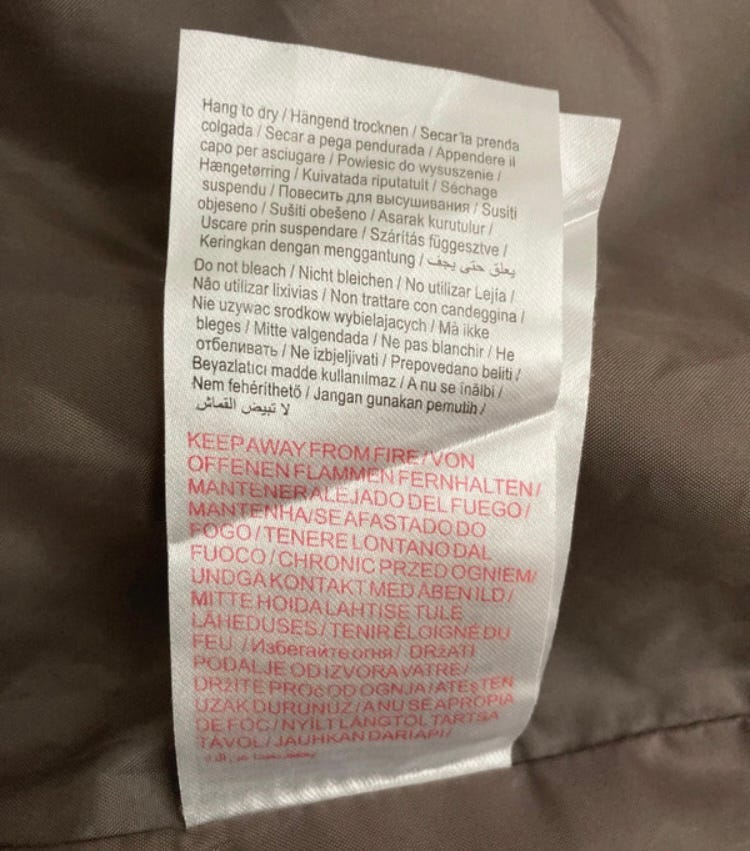 Hang to dry / Hängend trocknen / Secar la prenda
colgada / Secar a pega pendurada / Appendere il
capo per asciugare / Powiesic do wysuszenie /
Hængetørring / Kuivatada riputatult / Séchage
suspendu / Повесить для высушивания / Susiti
objeseno / Sušiti obešeno / Asarak kurutulur /
Uscare prin suspendare / Szárítás függesztve /
Keringkan dengan menggantung / يعلق حتى يجف
Do not bleach / Nicht bleichen / No utilizar Lejía /
Não utilizar lixivias / Non trattare con candeggina /
Nie uzywac srodkow wybielajacych / Må ikke
bleges / Mitte valgendada / Ne pas blanchir / Не
отбеливать / Ne izbjeljivati / Prepovedano beliti /
Beyazlatıcı madde kullanılmaz / A nu se înălbi /
Nem fehéríthető / Jangan gunakan pemutih /
لا تبيض القماش
KEEP AWAY FROM FIRE / VON
OFFENEN FLAMMEN FERNHALTEN /
MANTENER ALEJADO DEL FUEGO /
MANTENHA/SE AFASTADO DO
FOGO / TENERE LONTANO DAL
FUOCO / CHRONIC PRZED OGNIEM/
UNDGÅ KONTAKT MED ÅBEN ILD /
MITTE HOIDA LAHTISE TULE
LÄHEDUSES / TENIR ÉLOIGNÉ DU
FEU / Избегайте огня / DRžATI
PODALJE OD IZVORA VATRE /
DRžITE PROč OD OGNJA / ATEşTEN
UZAK DURUNUZ / A NU SE APROPIA
DE FOC / NYÍLT LÁNGTÓL TARTSA
TÁVOL / JAUHKAN DARI API /